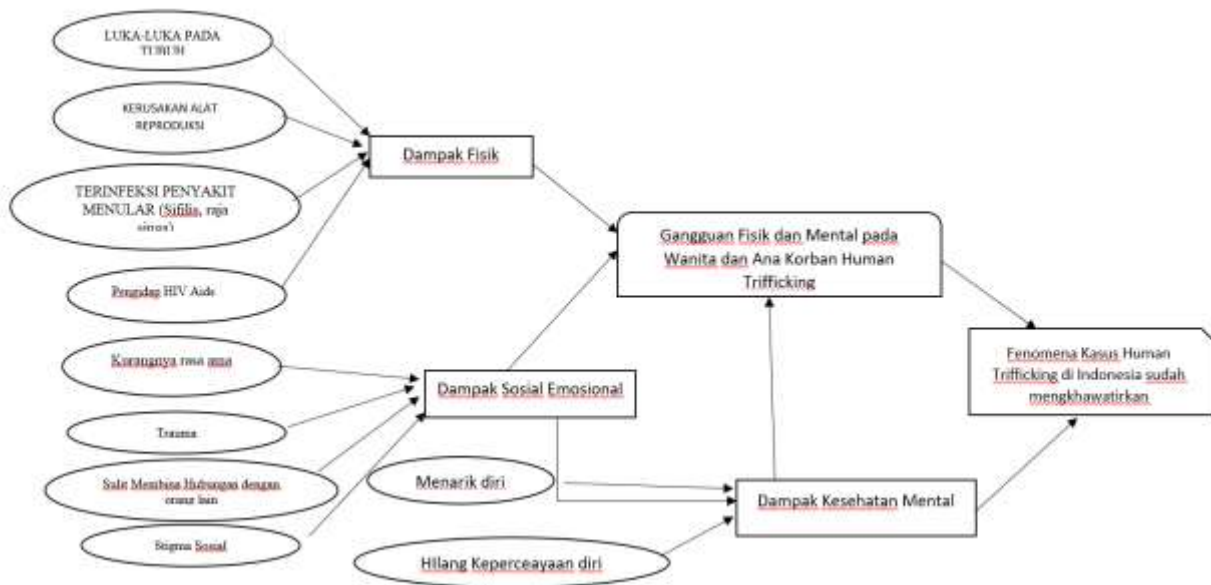 LUKA-LUKA PADA
KERUSAKAN ALAT
REPRODUKSI
TERINFEKSI PENYAKIT
MENULAR (Sifilis, raja
Pengidap HIV Aids
Kurangnya rasa
Trauma
Sulit Membina Hubungan dengan
orang lain
Stigma Sosial
Dampak Fisik
Dampak Sosial Emosional
Menarik diri
HIlang Keperceayaan diri
Gangguan Fisik dan Mental pada
Wanita dan Ana Korban Human
Trifficking
Dampak Kesehatan Mental
Fenomena Kasus Human
Trifficking di Indonesia sudah
mengkhawatirkan